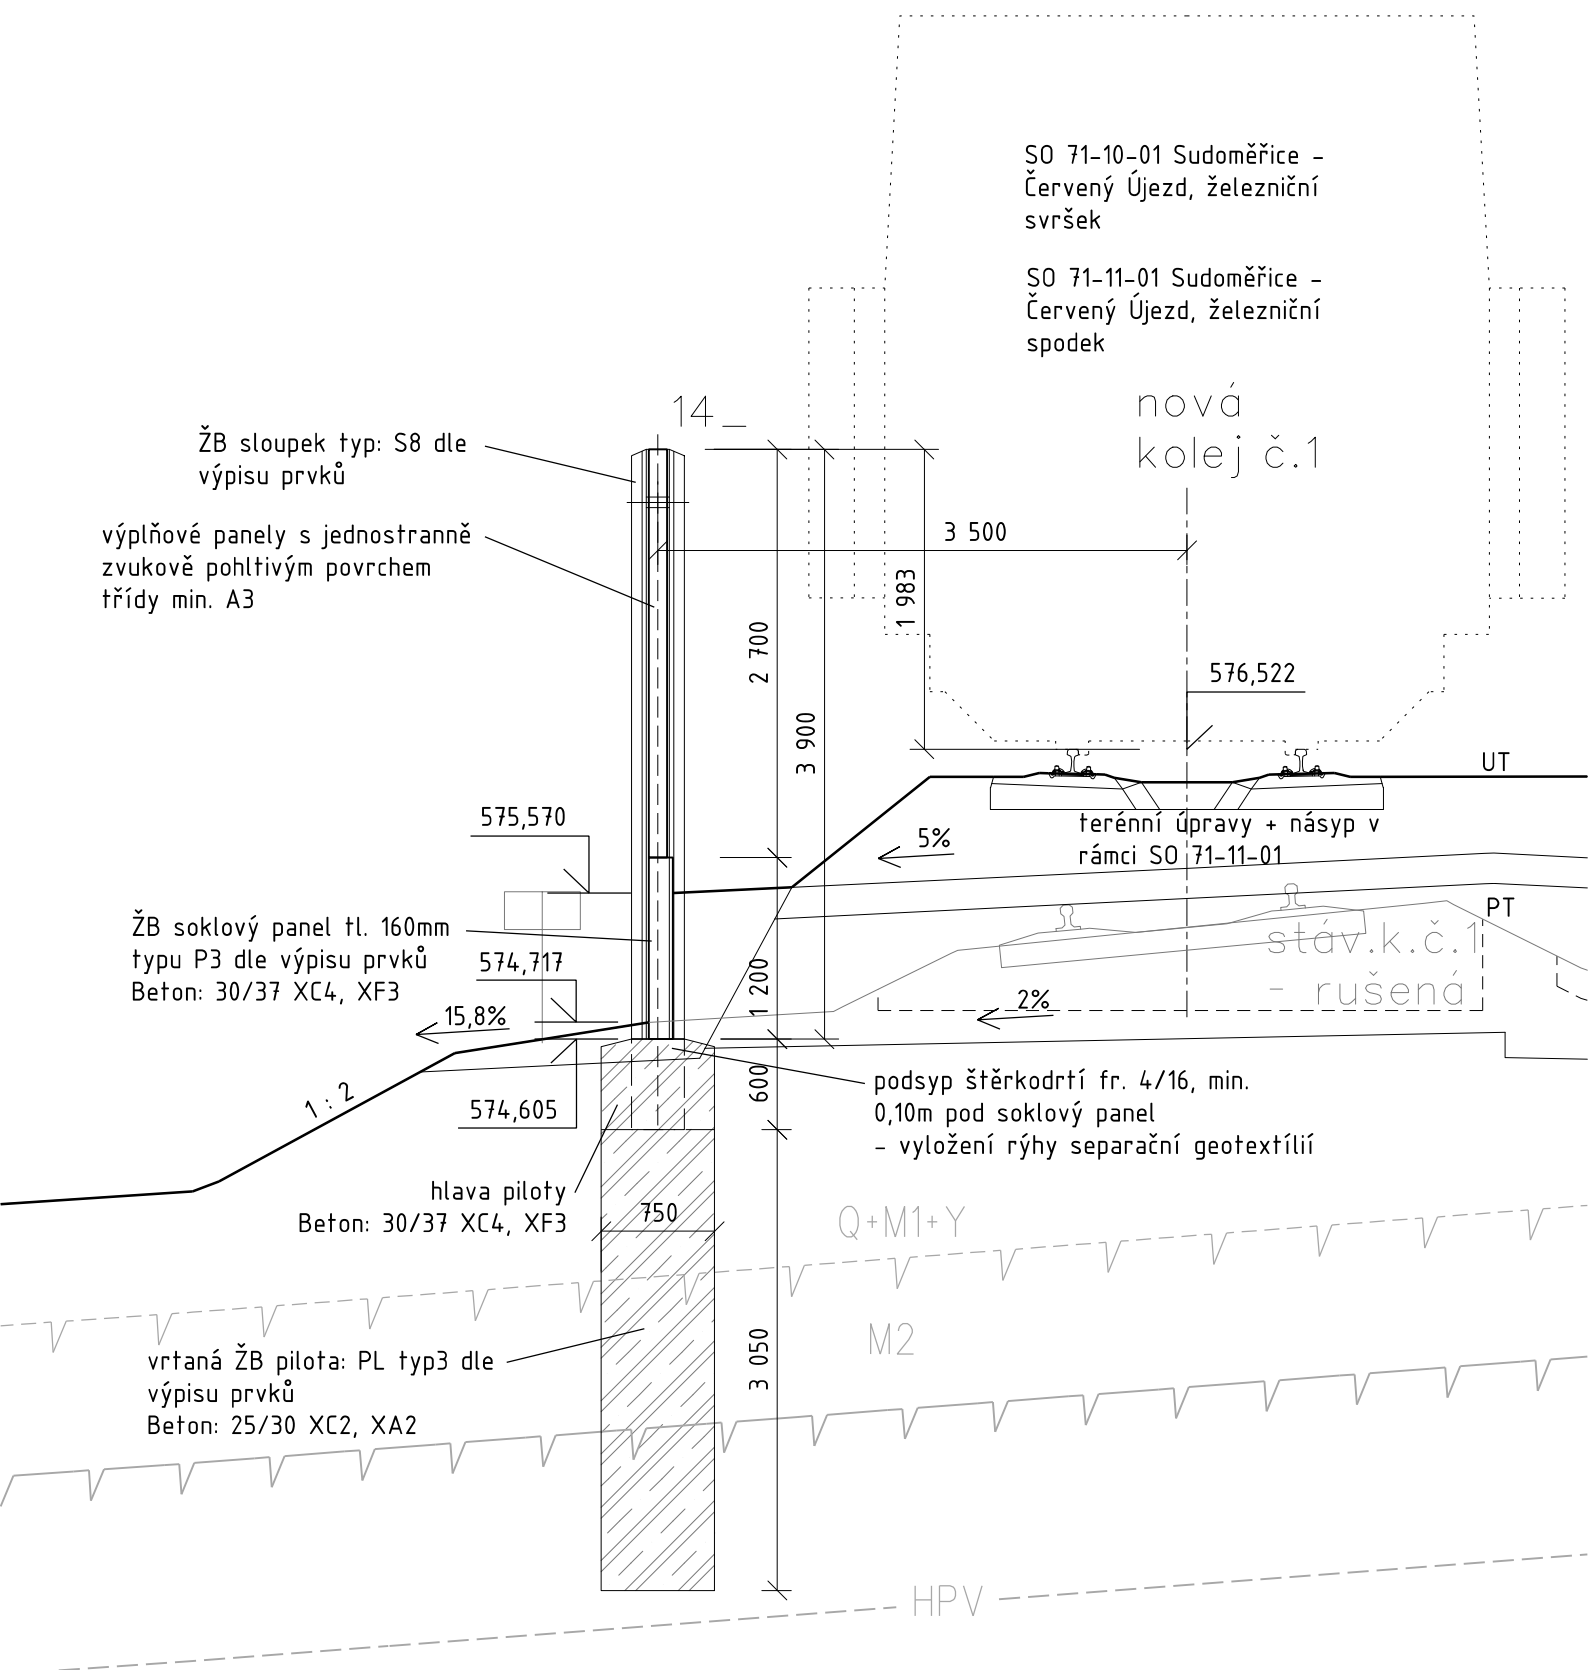 SO 71-10-01 Sudoměřice -
Červený Újezd, železniční
svršek
SO 71-11-01 Sudoměřice -
Červený Újezd, železniční
spodek
nová
kolej č.1
14_
ŽB sloupek typ: S8 dle
výpisu prvků
výplňové panely s jednostranně
zvukově pohltivým povrchem
třídy min. A3
3 500
1 983
2 700
3 900
576,522
UT
575,570
5%
terénní úpravy + násyp v
rámci SO 71-11-01
PT
ŽB soklový panel tl. 160mm
typu P3 dle výpisu prvků
Beton: 30/37 XC4, XF3
574,717
stáv.k.č.1
- rušená
1 200
15,8%
2%
1 : 2
574,605
600
podsyp štěrkodrtí fr. 4/16, min.
0,10m pod soklový panel
- vyložení rýhy separační geotextílií
hlava piloty
Beton: 30/37 XC4, XF3
750
Q+M1+Y
M2
3 050
vrtaná ŽB pilota: PL typ3 dle
výpisu prvků
Beton: 25/30 XC2, XA2
HPV